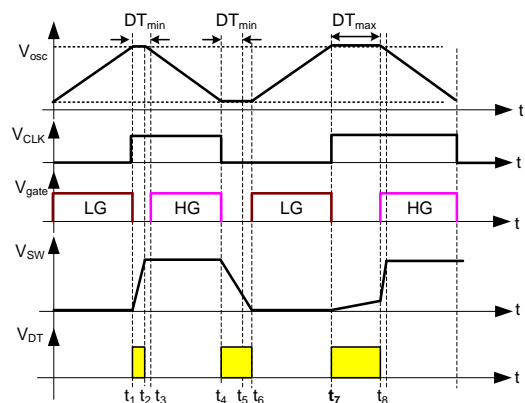 DTmin
DTmin
DTmax
Vosc
t
VCLK
t
Vgate
LG
HG
LG
HG
t
VSW
t
VDT
t
t1
t2
t3
t4
t5
t6
t7
t8